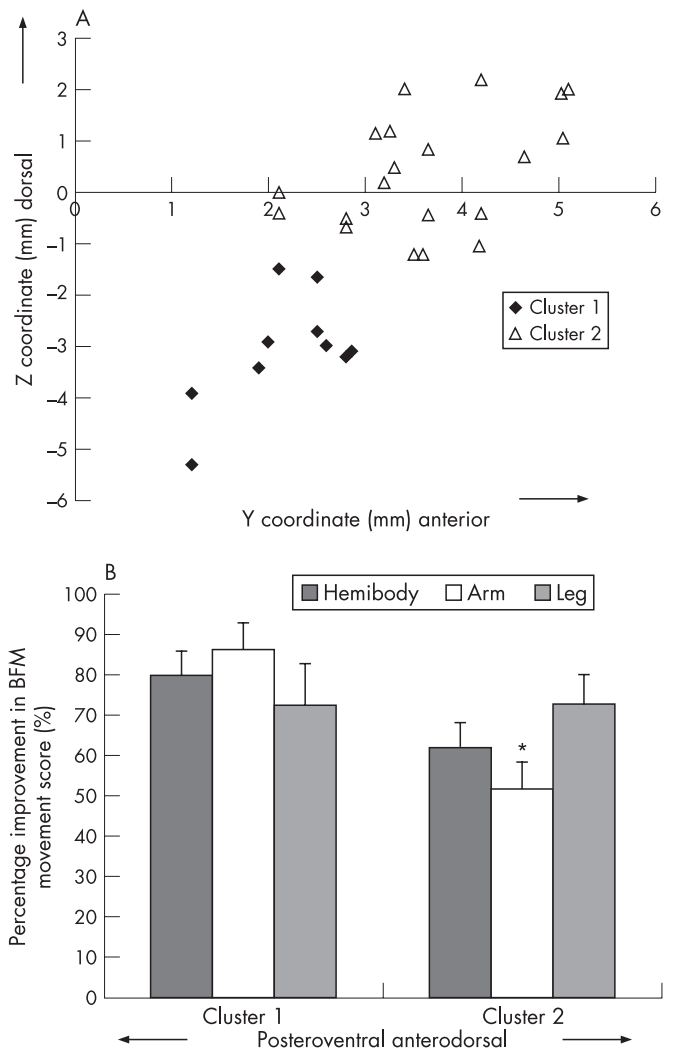 A
3
2
1
0
0 1 2 3 4 5 6
–1
–2
–3
–4
–5
–6
Z coordinate (mm) dorsal
Cluster 1
Cluster 2
Y coordinate (mm) anterior
B
Hemibody Arm Leg
100
90
80
70
60
50
40
30
20
10
0
Percentage improvement in BFM
movement score (%)
*
Cluster 1 Cluster 2
Posteroventral anterodorsal